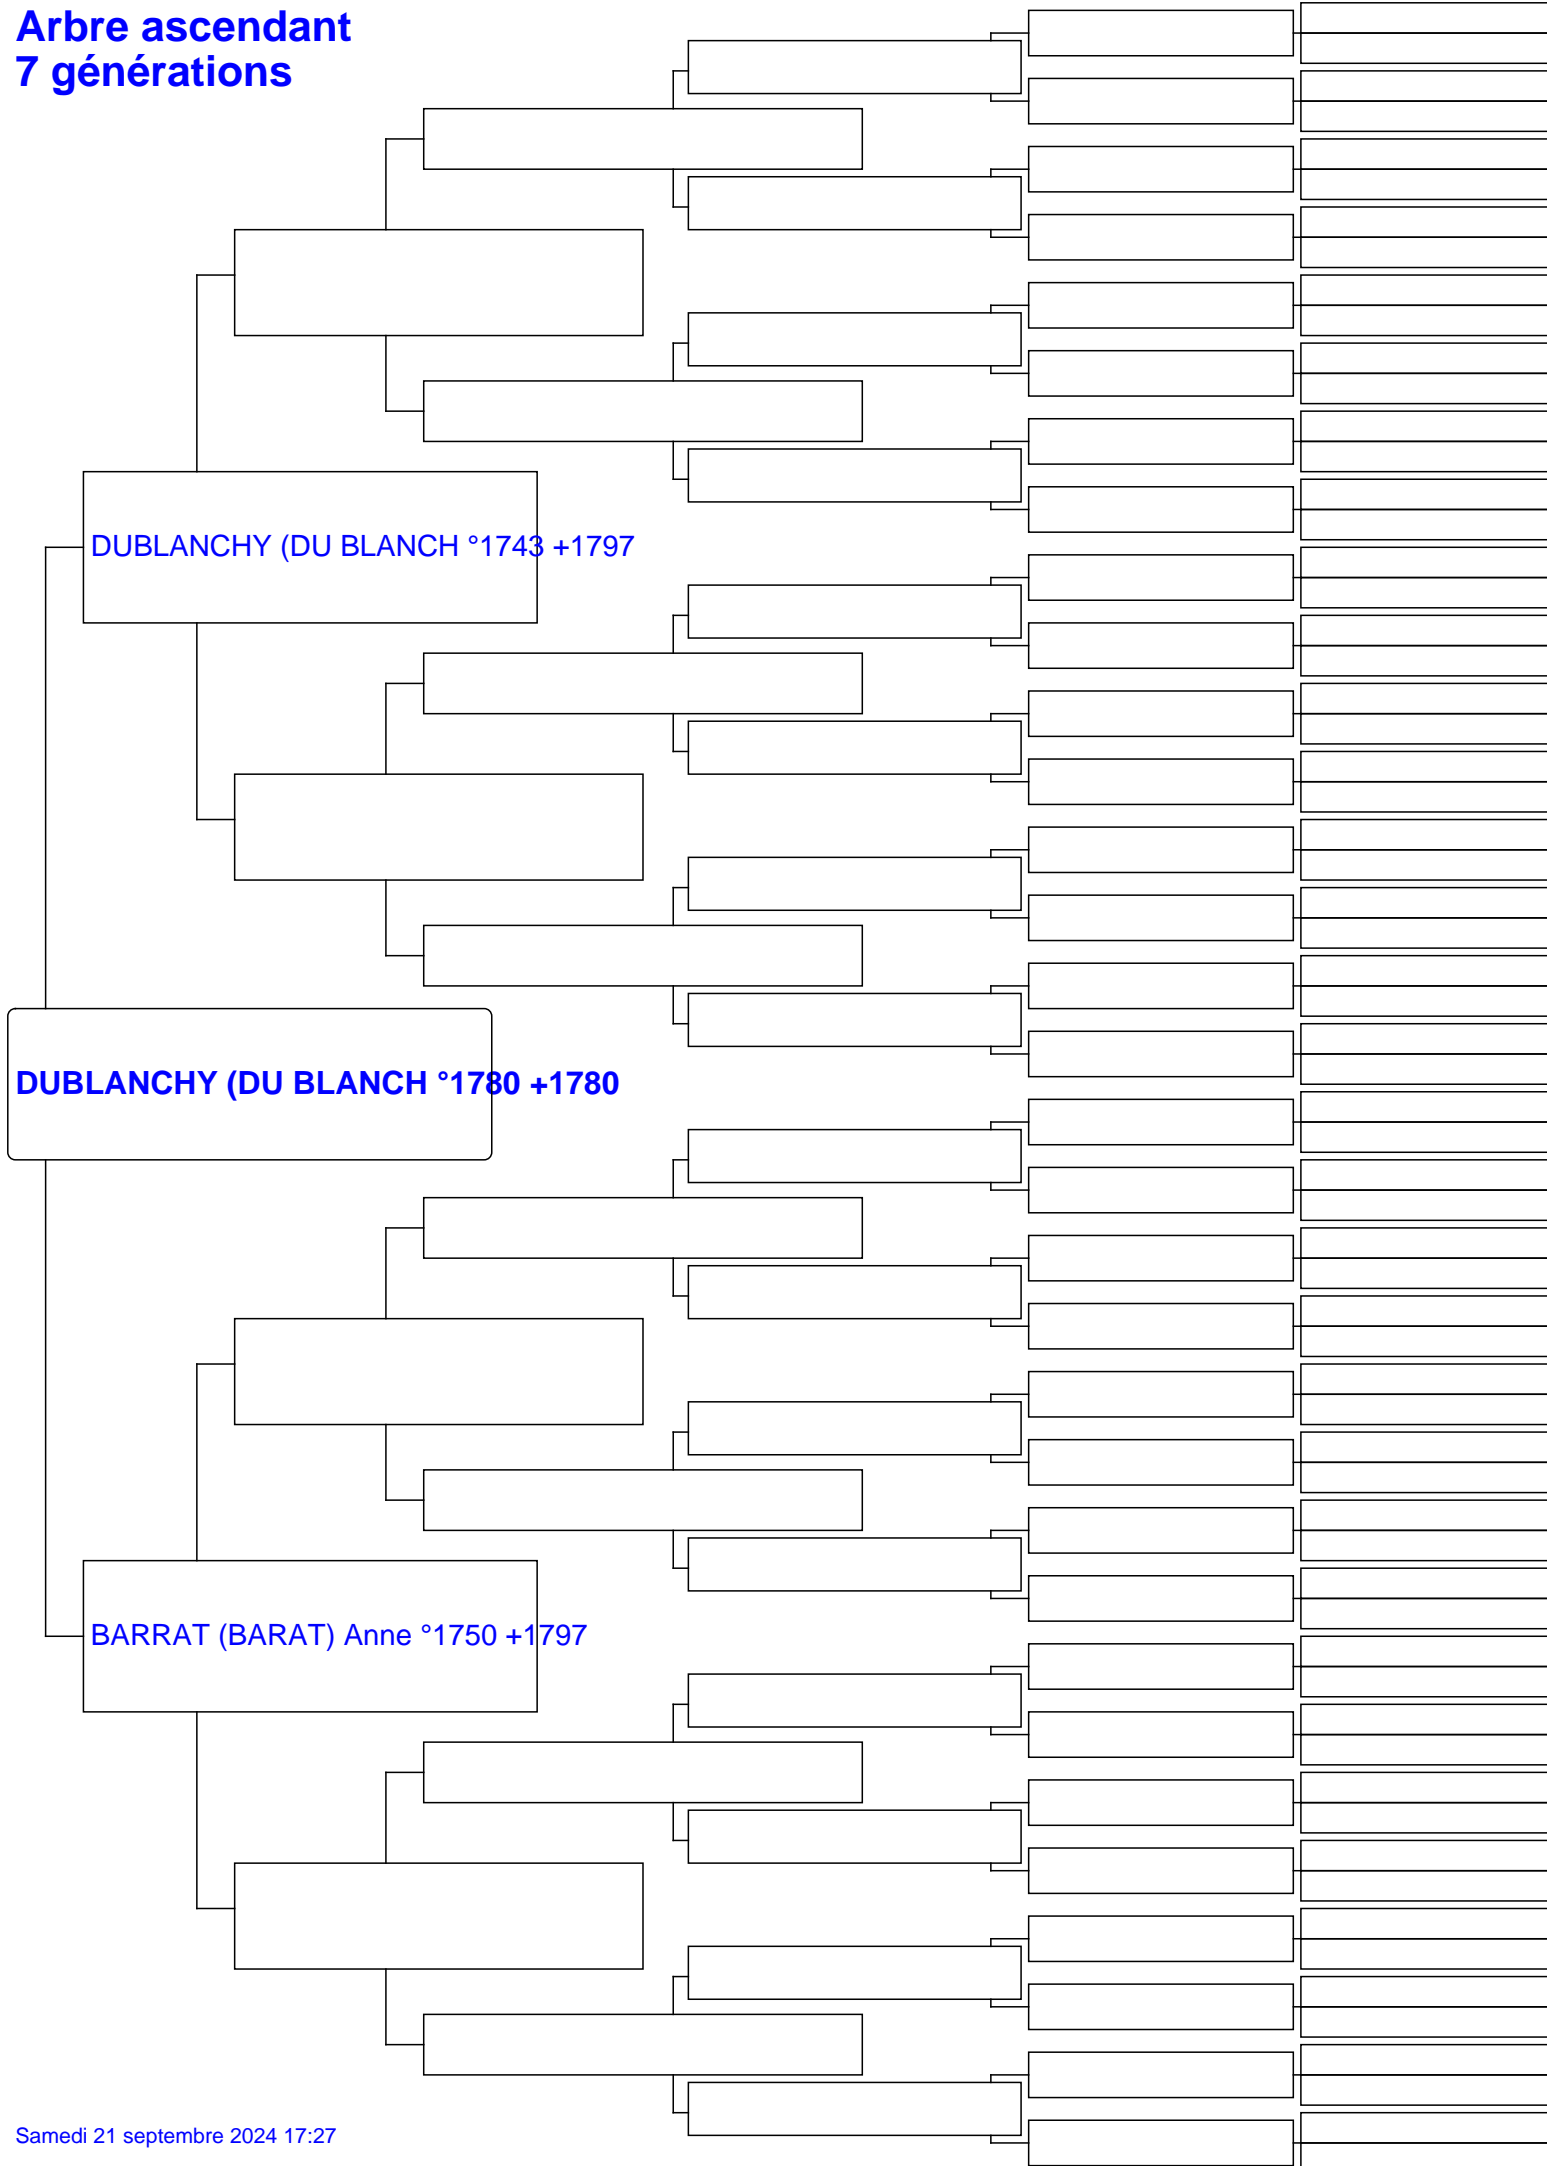 Arbre ascendant
7 générations
DUBLANCHY (DU BLANCH °1743 +1797
DUBLANCHY (DU BLANCH °1780 +1780
BARRAT (BARAT) Anne °1750 +1797
Samedi 21 septembre 2024 17:27